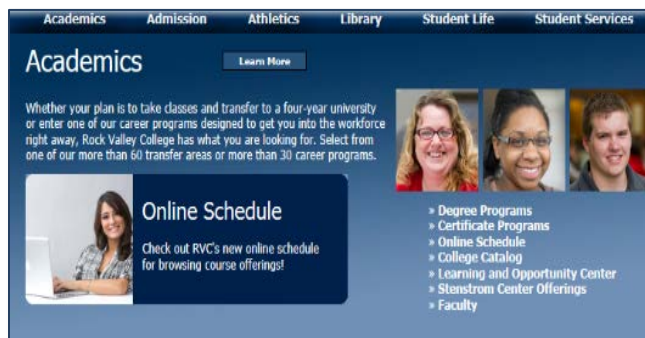 Academics Admission Athletics Library Student Life Student Services
Academics
Learn More
Whether your plan is to take classes and transfer to a four-year university
or enter one of our career programs designed to get you into the workforce
right away, Rock Valley College has what you are looking for. Select from
one of our more than 60 transfer areas or more than 30 career programs.
Online Schedule
Check out RVC's new online schedule
for browsing course offerings!
» Degree Programs
» Certificate Programs
» Online Schedule
» College Catalog
» Learning and Opportunity Center
» Stenstrom Center Offerings
» Faculty